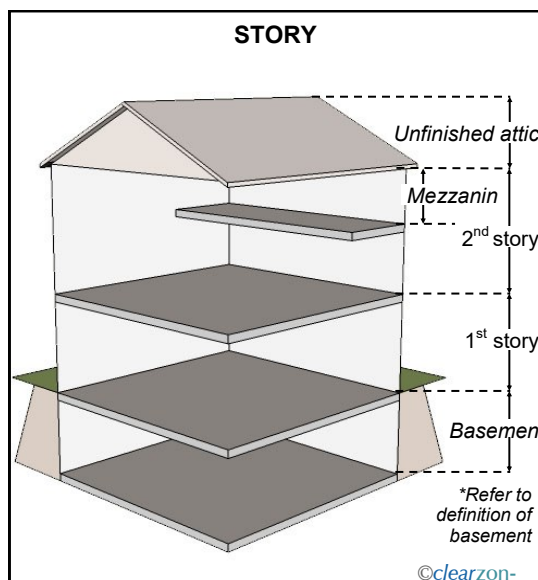 STORY
Unfinished attic
Mezzanin
2nd story
1st story
Basemen
*Refer to
definition of
basement
©clearzon-